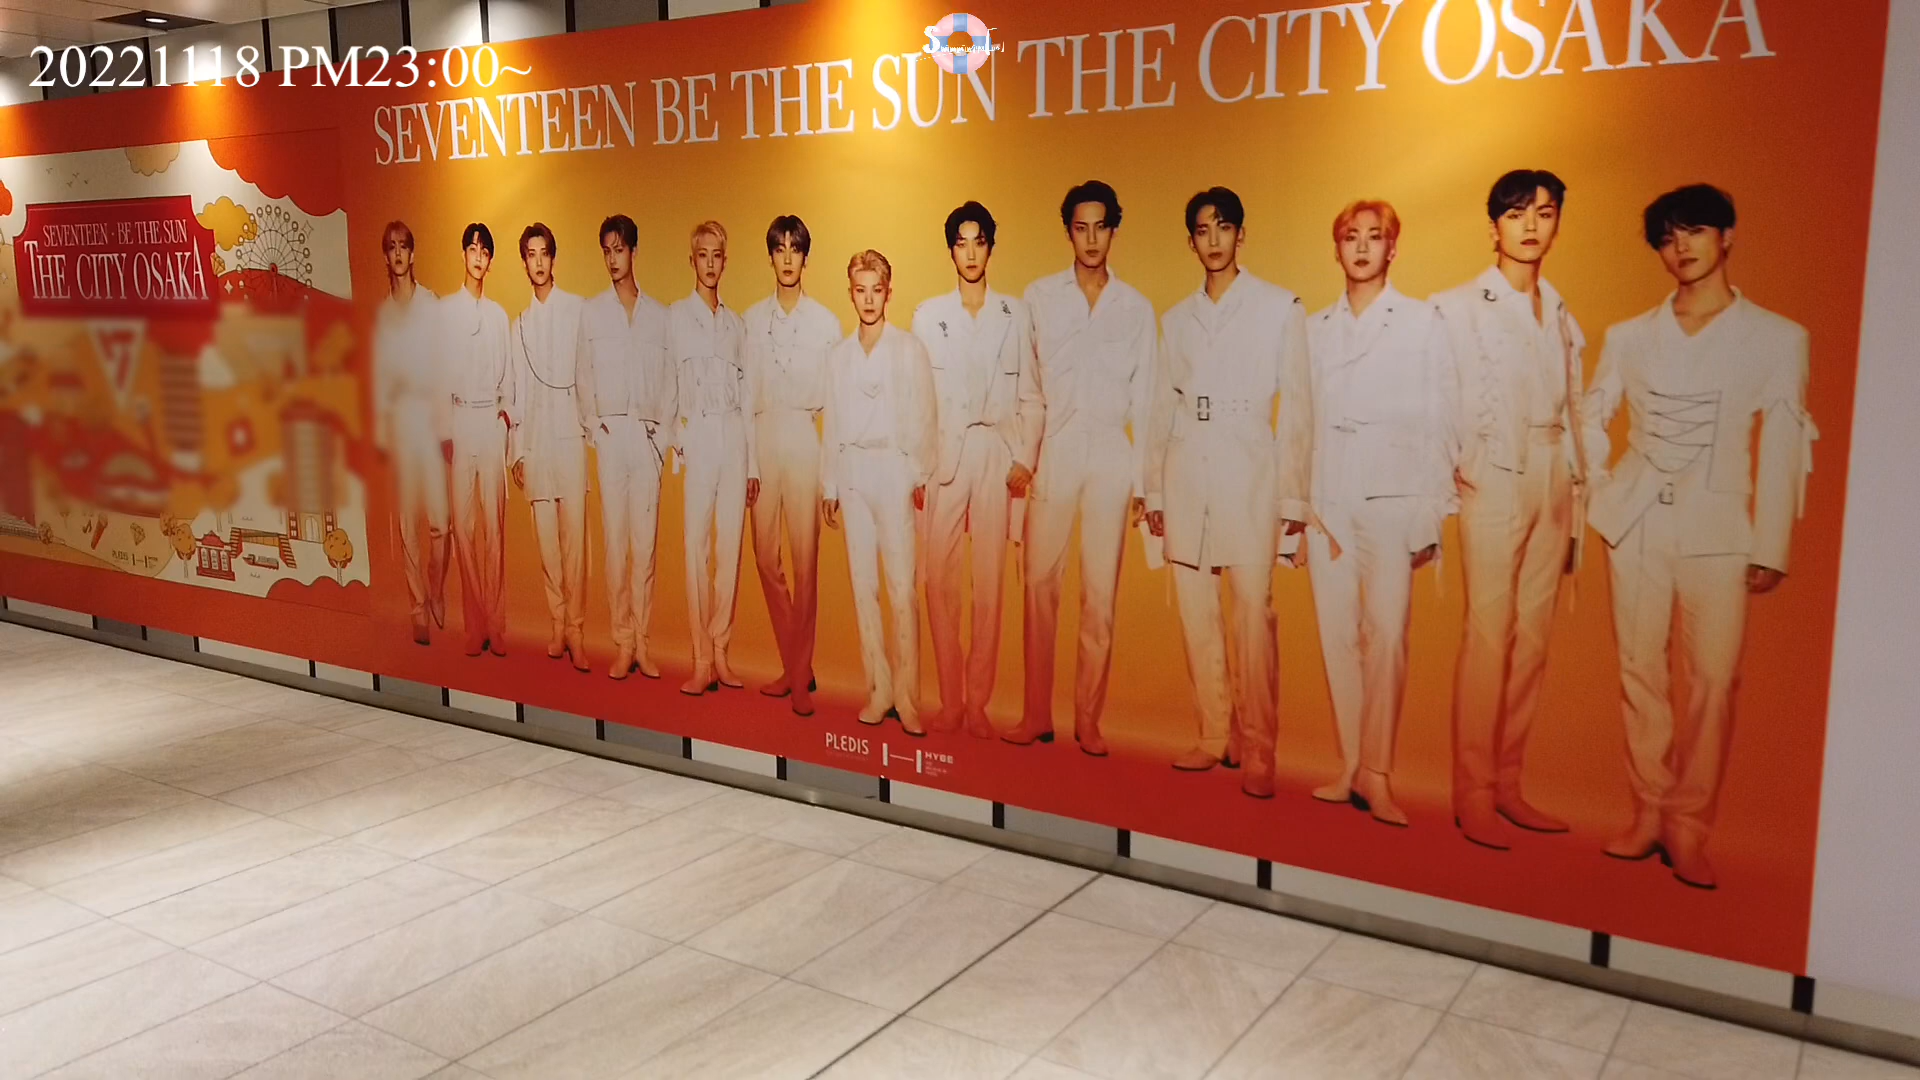 20221118 PM23:00~
SEVENTEEN BE THE SUN THE CITY OSAKA
SEVENTEEN · BE THE SUN
THE CITY OSAKA
PLEDIS
HYBE
PLEDIS